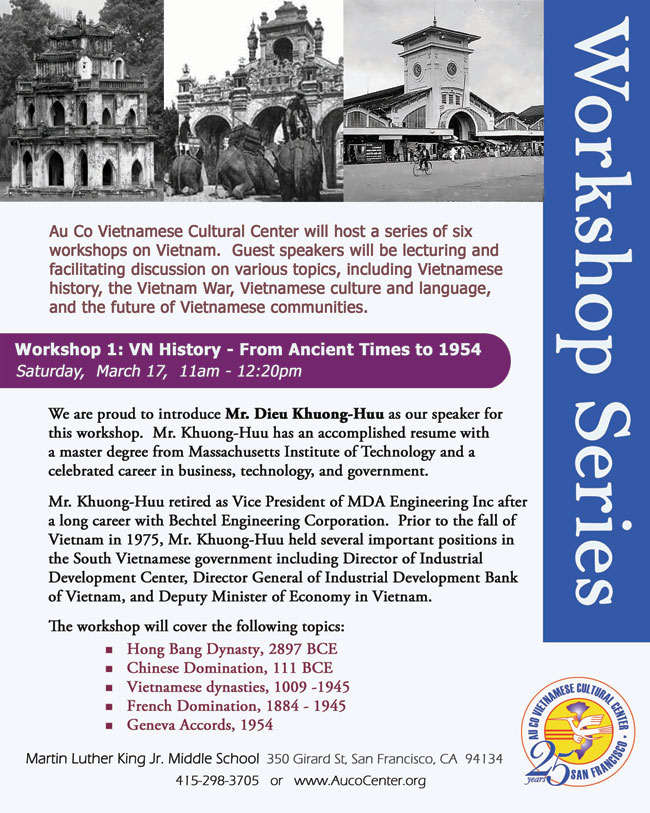 Workshop Series
Au Co Vietnamese Cultural Center will host a series of six
workshops on Vietnam.  Guest speakers will be lecturing and
facilitating discussion on various topics, including Vietnamese
history, the Vietnam War, Vietnamese culture and language,
and the future of Vietnamese communities.
Workshop 1: VN History - From Ancient Times to 1954
Saturday,  March 17,  11am - 12:20pm
We are proud to introduce Mr. Dieu Khuong-Huu as our speaker for
this workshop.  Mr. Khuong-Huu has an accomplished resume with
a master degree from Massachusetts Institute of Technology and a
celebrated career in business, technology, and government.
Mr. Khuong-Huu retired as Vice President of MDA Engineering Inc after
a long career with Bechtel Engineering Corporation.  Prior to the fall of
Vietnam in 1975, Mr. Khuong-Huu held several important positions in
the South Vietnamese government including Director of Industrial
Development Center, Director General of Industrial Development Bank
of Vietnam, and Deputy Minister of Economy in Vietnam.
The workshop will cover the following topics:
■ Hong Bang Dynasty, 2897 BCE
■ Chinese Domination, 111 BCE
■ Vietnamese dynasties, 1009 -1945
■ French Domination, 1884 - 1945
■ Geneva Accords, 1954
Martin Luther King Jr. Middle School  350 Girard St, San Francisco, CA  94134
415-298-3705   or   www.AucoCenter.org
AU CO VIETNAMESE CULTURAL CENTER
SAN FRANCISCO
25
years